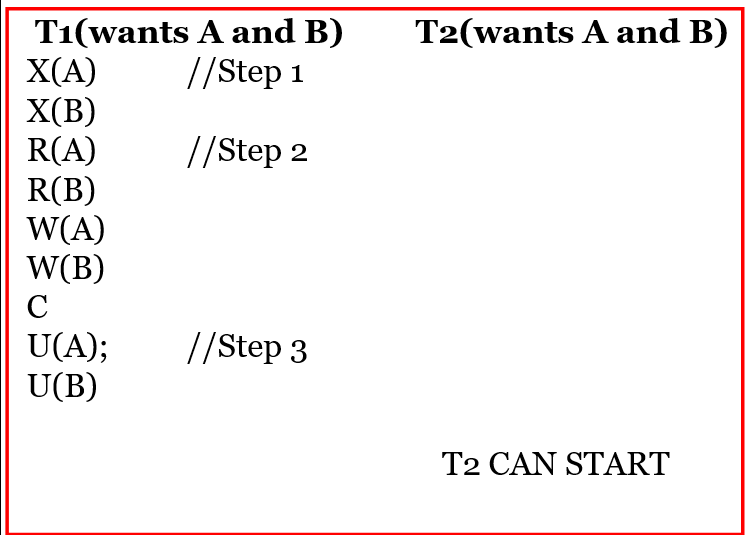 T1(wants A and B) T2(wants A and B)
X(A) //Step 1
X(B)
R(A) //Step 2
R(B)
W(A)
W(B)
C
U(A); //Step 3
U(B)
T2 CAN START